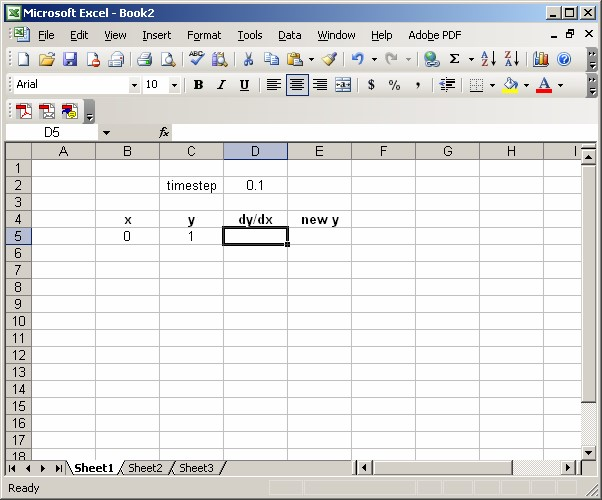 Microsoft Excel - Book2
File Edit View Insert Format Tools Data Window Help Adobe PDF
Arial 10 B I U $ % , A
D5 fx
A B C D E F G H I
1
2 timestep 0.1
3
4 x y dy/dx new y
5 0 1
6
7
8
9
10
11
12
13
14
15
16
17
18
Sheet1 Sheet2 Sheet3
Ready